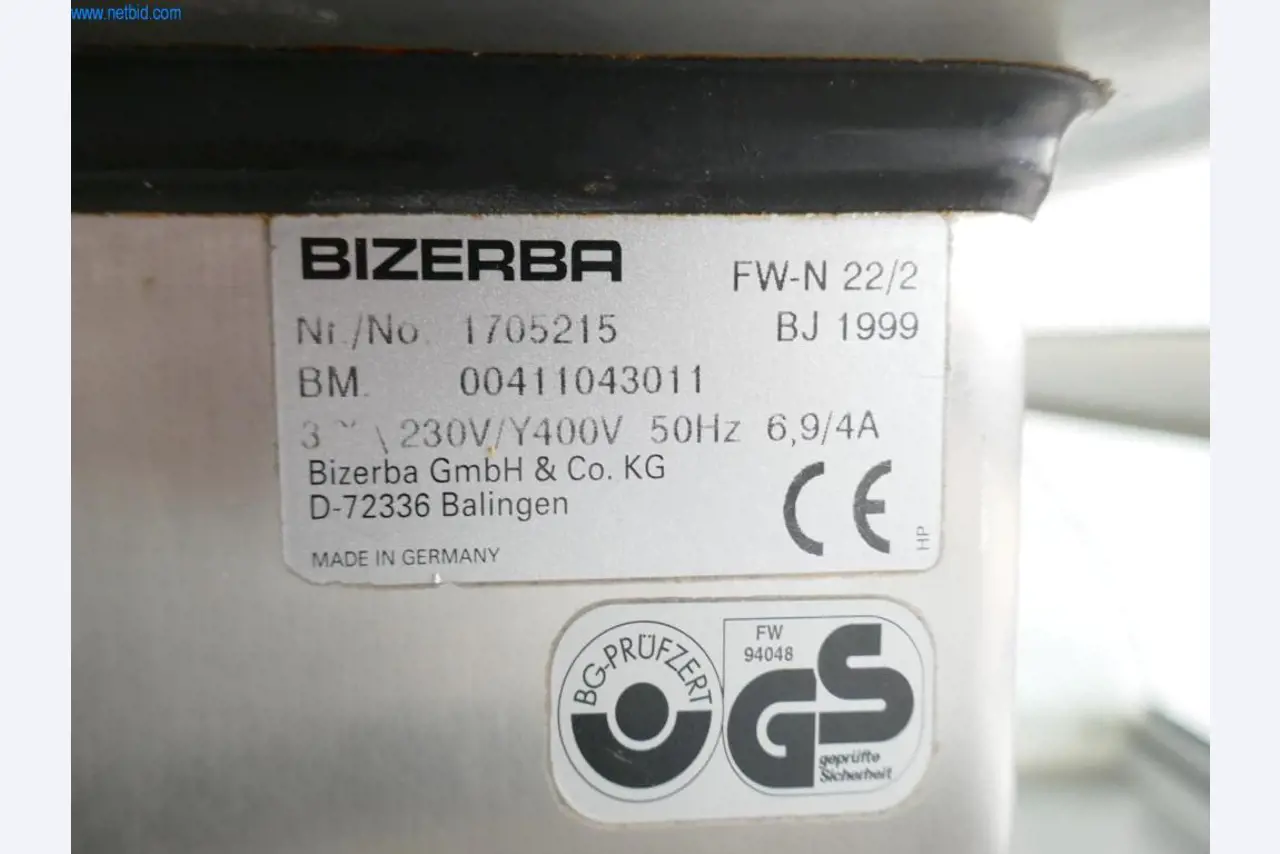 www.netbid.com
BIZERBA
FW-N 22/2
Nr./No. 1705215
BJ 1999
BM. 00411043011
3 230V/Y400V 50Hz 6,9/4A
Bizerba GmbH & Co. KG
D-72336 Balingen
CE
HP
MADE IN GERMANY
BG-PRÜFZERT
FW
94048
GS
geprüfte
Sicherheit